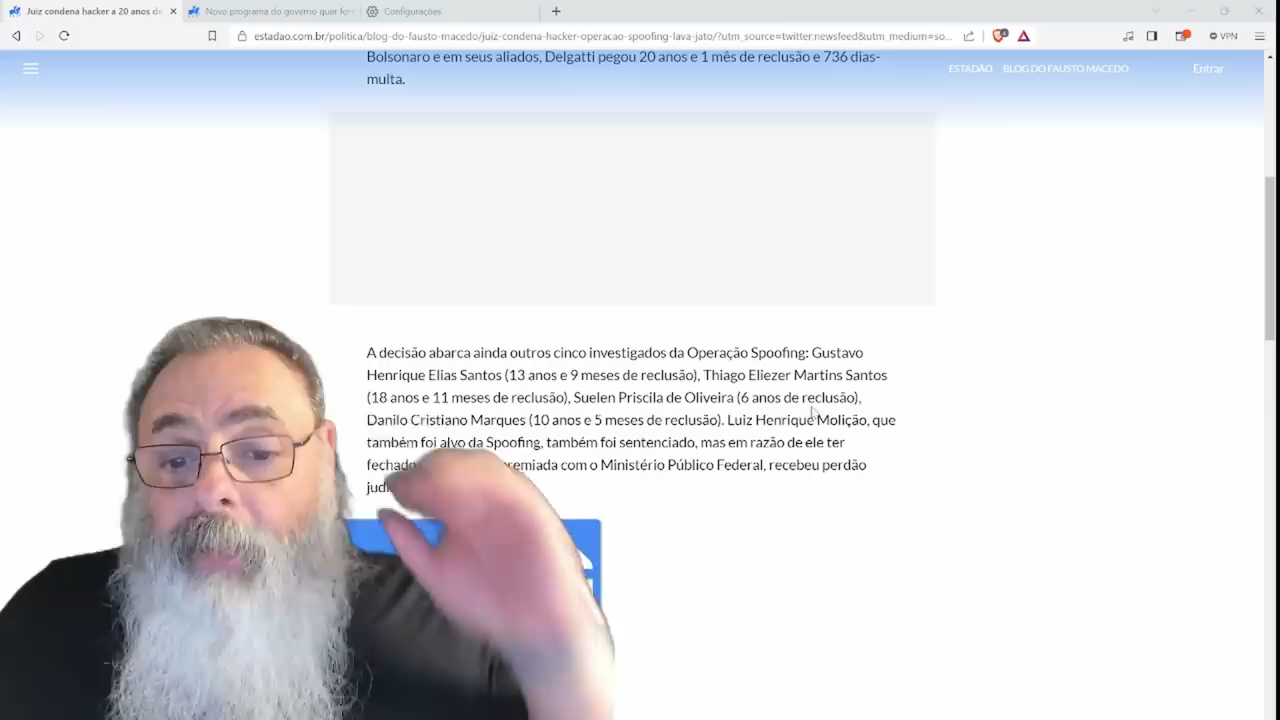 Juiz condena hacker a 20 anos de
Novo programa do governo quer for
Configurações
estadao.com.br/politica/blog-do-fausto-macedo/juiz-condena-hacker-operacao-spoofing-lava-jato/?utm_source=twitter:newsfeed&utm_medium=so...
VPN
Bolsonaro e em seus aliados, Delgatti pegou 20 anos e 1 mês de reclusão e 736 dias-
multa.
ESTADÃO BLOG DO FAUSTO MACEDO
Entrar
A decisão abarca ainda outros cinco investigados da Operação Spoofing: Gustavo
Henrique Elias Santos (13 anos e 9 meses de reclusão), Thiago Eliezer Martins Santos
(18 anos e 11 meses de reclusão), Suelen Priscila de Oliveira (6 anos de reclusão),
Danilo Cristiano Marques (10 anos e 5 meses de reclusão). Luiz Henrique Molição, que
também foi alvo da Spoofing, também foi sentenciado, mas em razão de ele ter
com o Ministério Público Federal, recebeu perdão